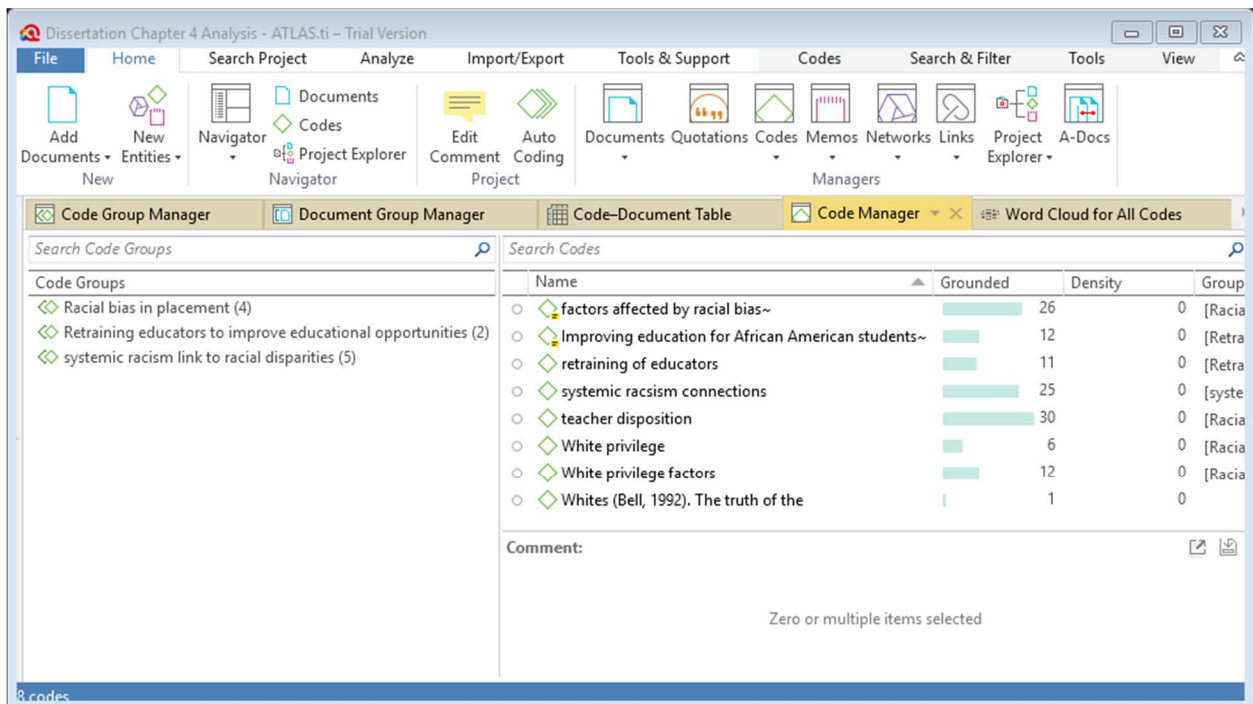 Dissertation Chapter 4 Analysis - ATLAS.ti – Trial Version
File Home Search Project Analyze Import/Export Tools & Support Codes Search & Filter Tools View
Add Documents New Entities
New
Navigator Documents
Codes
Project Explorer
Navigator
Edit Comment Auto Coding
Project
Documents Quotations Codes Memos Networks Links Project Explorer A-Docs
Managers
Code Group Manager Document Group Manager Code–Document Table Code Manager Word Cloud for All Codes
Search Code Groups
Code Groups
Racial bias in placement (4)
Retraining educators to improve educational opportunities (2)
systemic racism link to racial disparities (5)
Search Codes
Name Grounded Density Group
factors affected by racial bias~ 26 0 [Racia
Improving education for African American students~ 12 0 [Retra
retraining of educators 11 0 [Retra
systemic racsism connections 25 0 [syste
teacher disposition 30 0 [Racia
White privilege 6 0 [Racia
White privilege factors 12 0 [Racia
Whites (Bell, 1992). The truth of the 1 0
Comment:
Zero or multiple items selected
8 codes